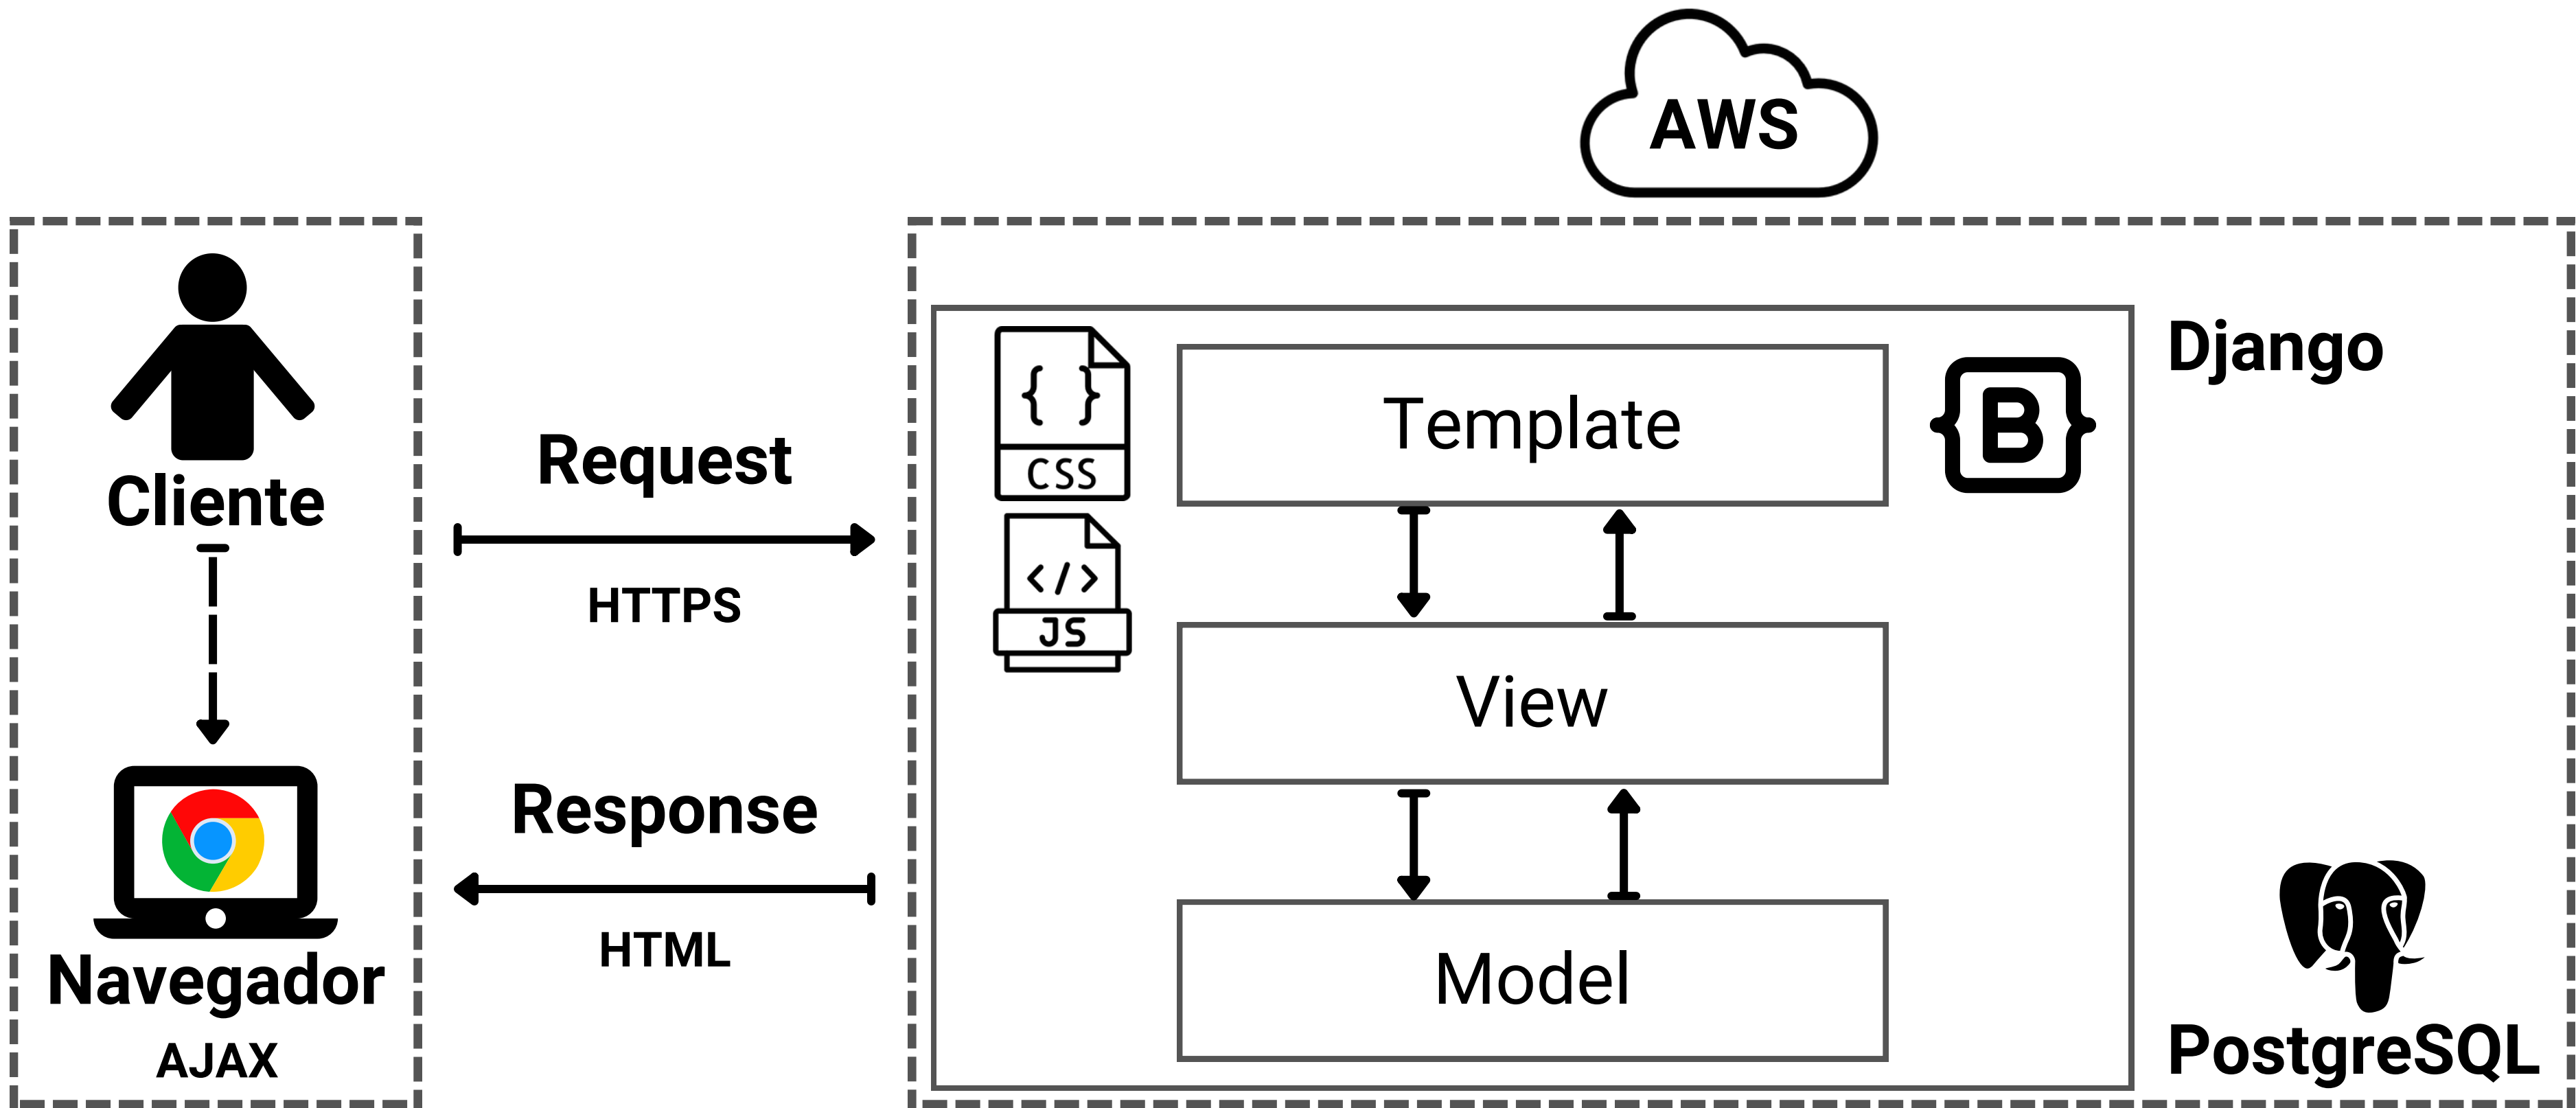 AWS
Cliente
Navegador
AJAX
Request
HTTPS
Response
HTML
{ }
CSS
</>
JS
Template
View
Model
{B}
Django
PostgreSQL